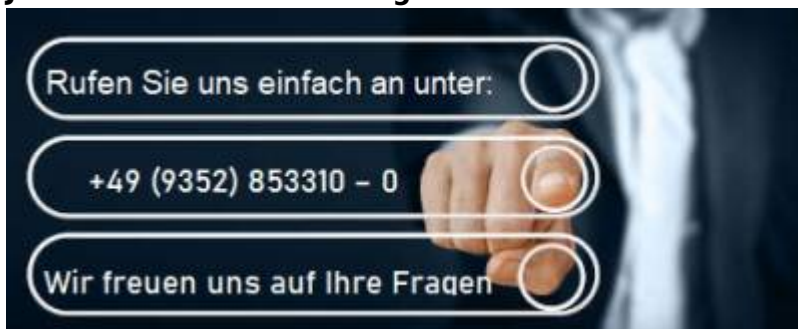 Rufen Sie uns einfach an unter:
+49 (9352) 853310 – 0
Wir freuen uns auf Ihre Fragen